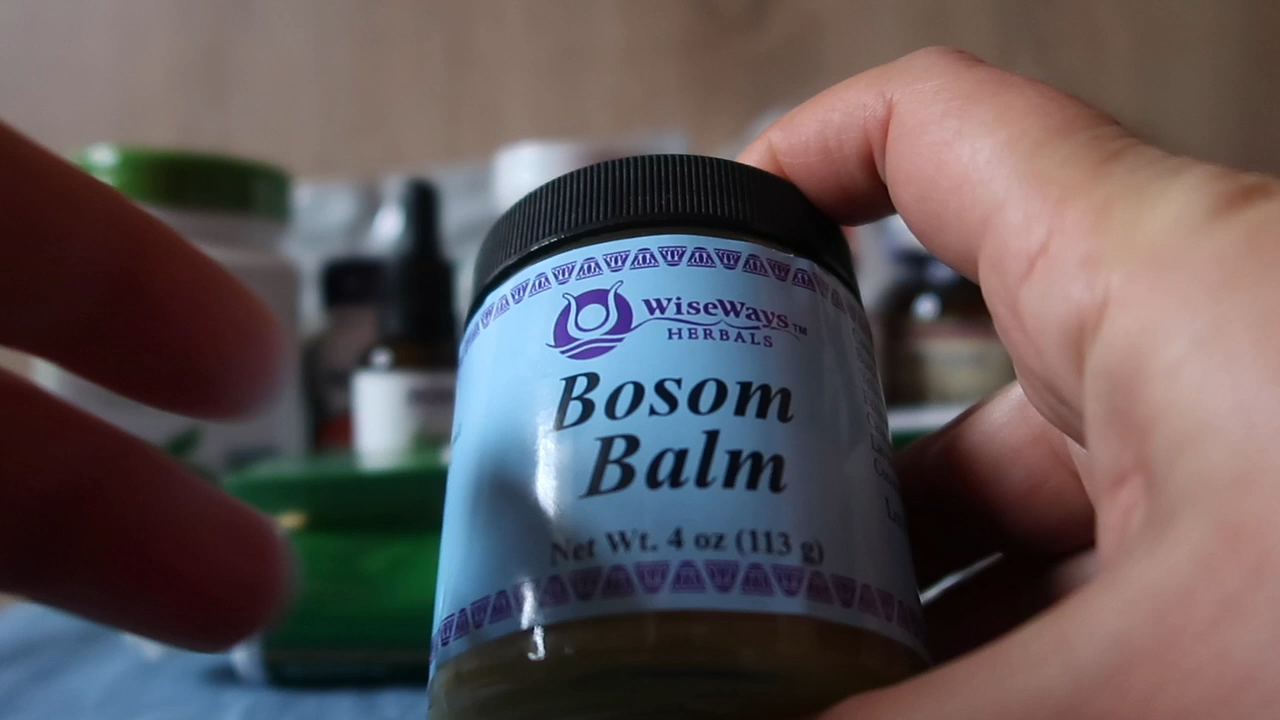 WiseWays™
HERBALS
Bosom
Balm
Net Wt. 4 oz (113 g)